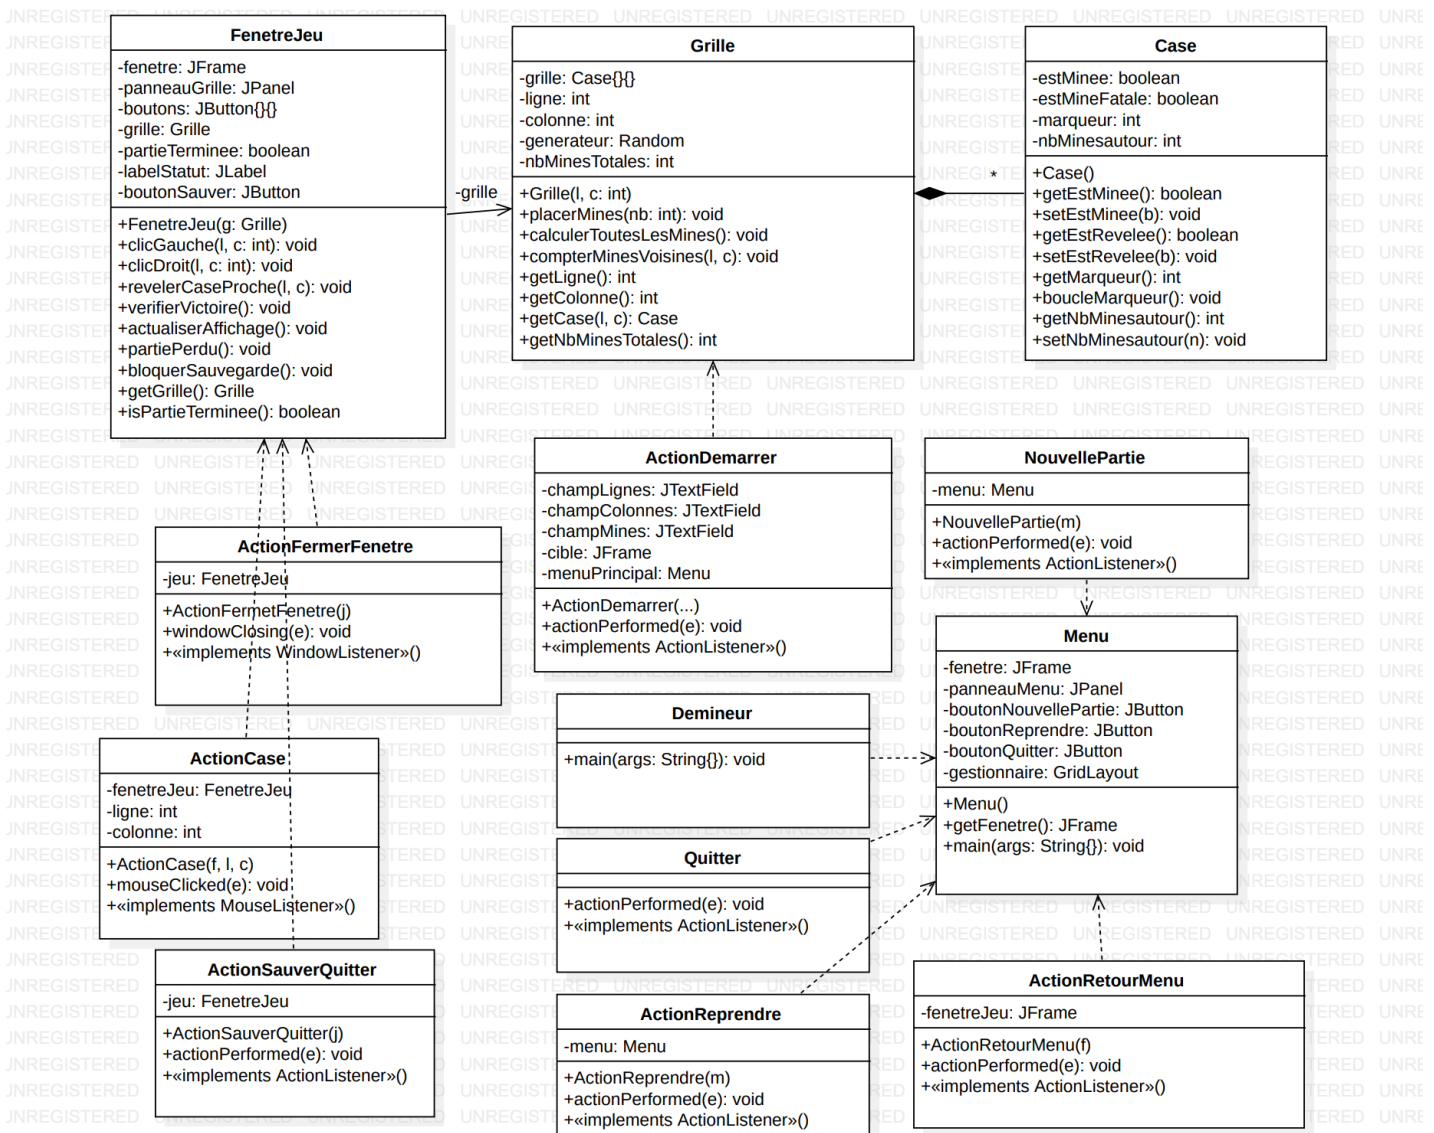 FenetreJeu
-fenetre: JFrame
-panneauGrille: JPanel
-boutons: JButton{}{}
-grille: Grille
-partieTerminee: boolean
-labelStatut: JLabel
-boutonSauver: JButton
+FenetreJeu(g: Grille)
+clicGauche(l, c: int): void
+clicDroit(l, c: int): void
+revelerCaseProche(l, c): void
+verifierVictoire(): void
+actualiserAffichage(): void
+partiePerdu(): void
+bloquerSauvegarde(): void
+getGrille(): Grille
+isPartieTerminee(): boolean
-grille
Grille
-grille: Case{}{}
-ligne: int
-colonne: int
-generateur: Random
-nbMinesTotales: int
+Grille(l, c: int)
+placerMines(nb: int): void
+calculerToutesLesMines(): void
+compterMinesVoisines(l, c): void
+getLigne(): int
+getColonne(): int
+getCase(l, c): Case
+getNbMinesTotales(): int
*
Case
-estMinee: boolean
-estMineFatale: boolean
-marqueur: int
-nbMinesautour: int
+Case()
+getEstMinee(): boolean
+setEstMinee(b): void
+getEstRevelee(): boolean
+setEstRevelee(b): void
+getMarqueur(): int
+boucleMarqueur(): void
+getNbMinesautour(): int
+setNbMinesautour(n): void
ActionFermerFenetre
-jeu: FenetreJeu
+ActionFermetFenetre(j)
+windowClosing(e): void
+«implements WindowListener»()
ActionDemarrer
-champLignes: JTextField
-champColonnes: JTextField
-champMines: JTextField
-cible: JFrame
-menuPrincipal: Menu
+ActionDemarrer(...)
+actionPerformed(e): void
+«implements ActionListener»()
NouvellePartie
-menu: Menu
+NouvellePartie(m)
+actionPerformed(e): void
+«implements ActionListener»()
Menu
-fenetre: JFrame
-panneauMenu: JPanel
-boutonNouvellePartie: JButton
-boutonReprendre: JButton
-boutonQuitter: JButton
-gestionnaire: GridLayout
+Menu()
+getFenetre(): JFrame
+main(args: String{}): void
Demineur
+main(args: String{}): void
ActionCase
-fenetreJeu: FenetreJeu
-ligne: int
-colonne: int
+ActionCase(f, l, c)
+mouseClicked(e): void
+«implements MouseListener»()
Quitter
+actionPerformed(e): void
+«implements ActionListener»()
ActionSauverQuitter
-jeu: FenetreJeu
+ActionSauverQuitter(j)
+actionPerformed(e): void
+«implements ActionListener»()
ActionReprendre
-menu: Menu
+ActionReprendre(m)
+actionPerformed(e): void
+«implements ActionListener»()
ActionRetourMenu
-fenetreJeu: JFrame
+ActionRetourMenu(f)
+actionPerformed(e): void
+«implements ActionListener»()
UNREGISTERED